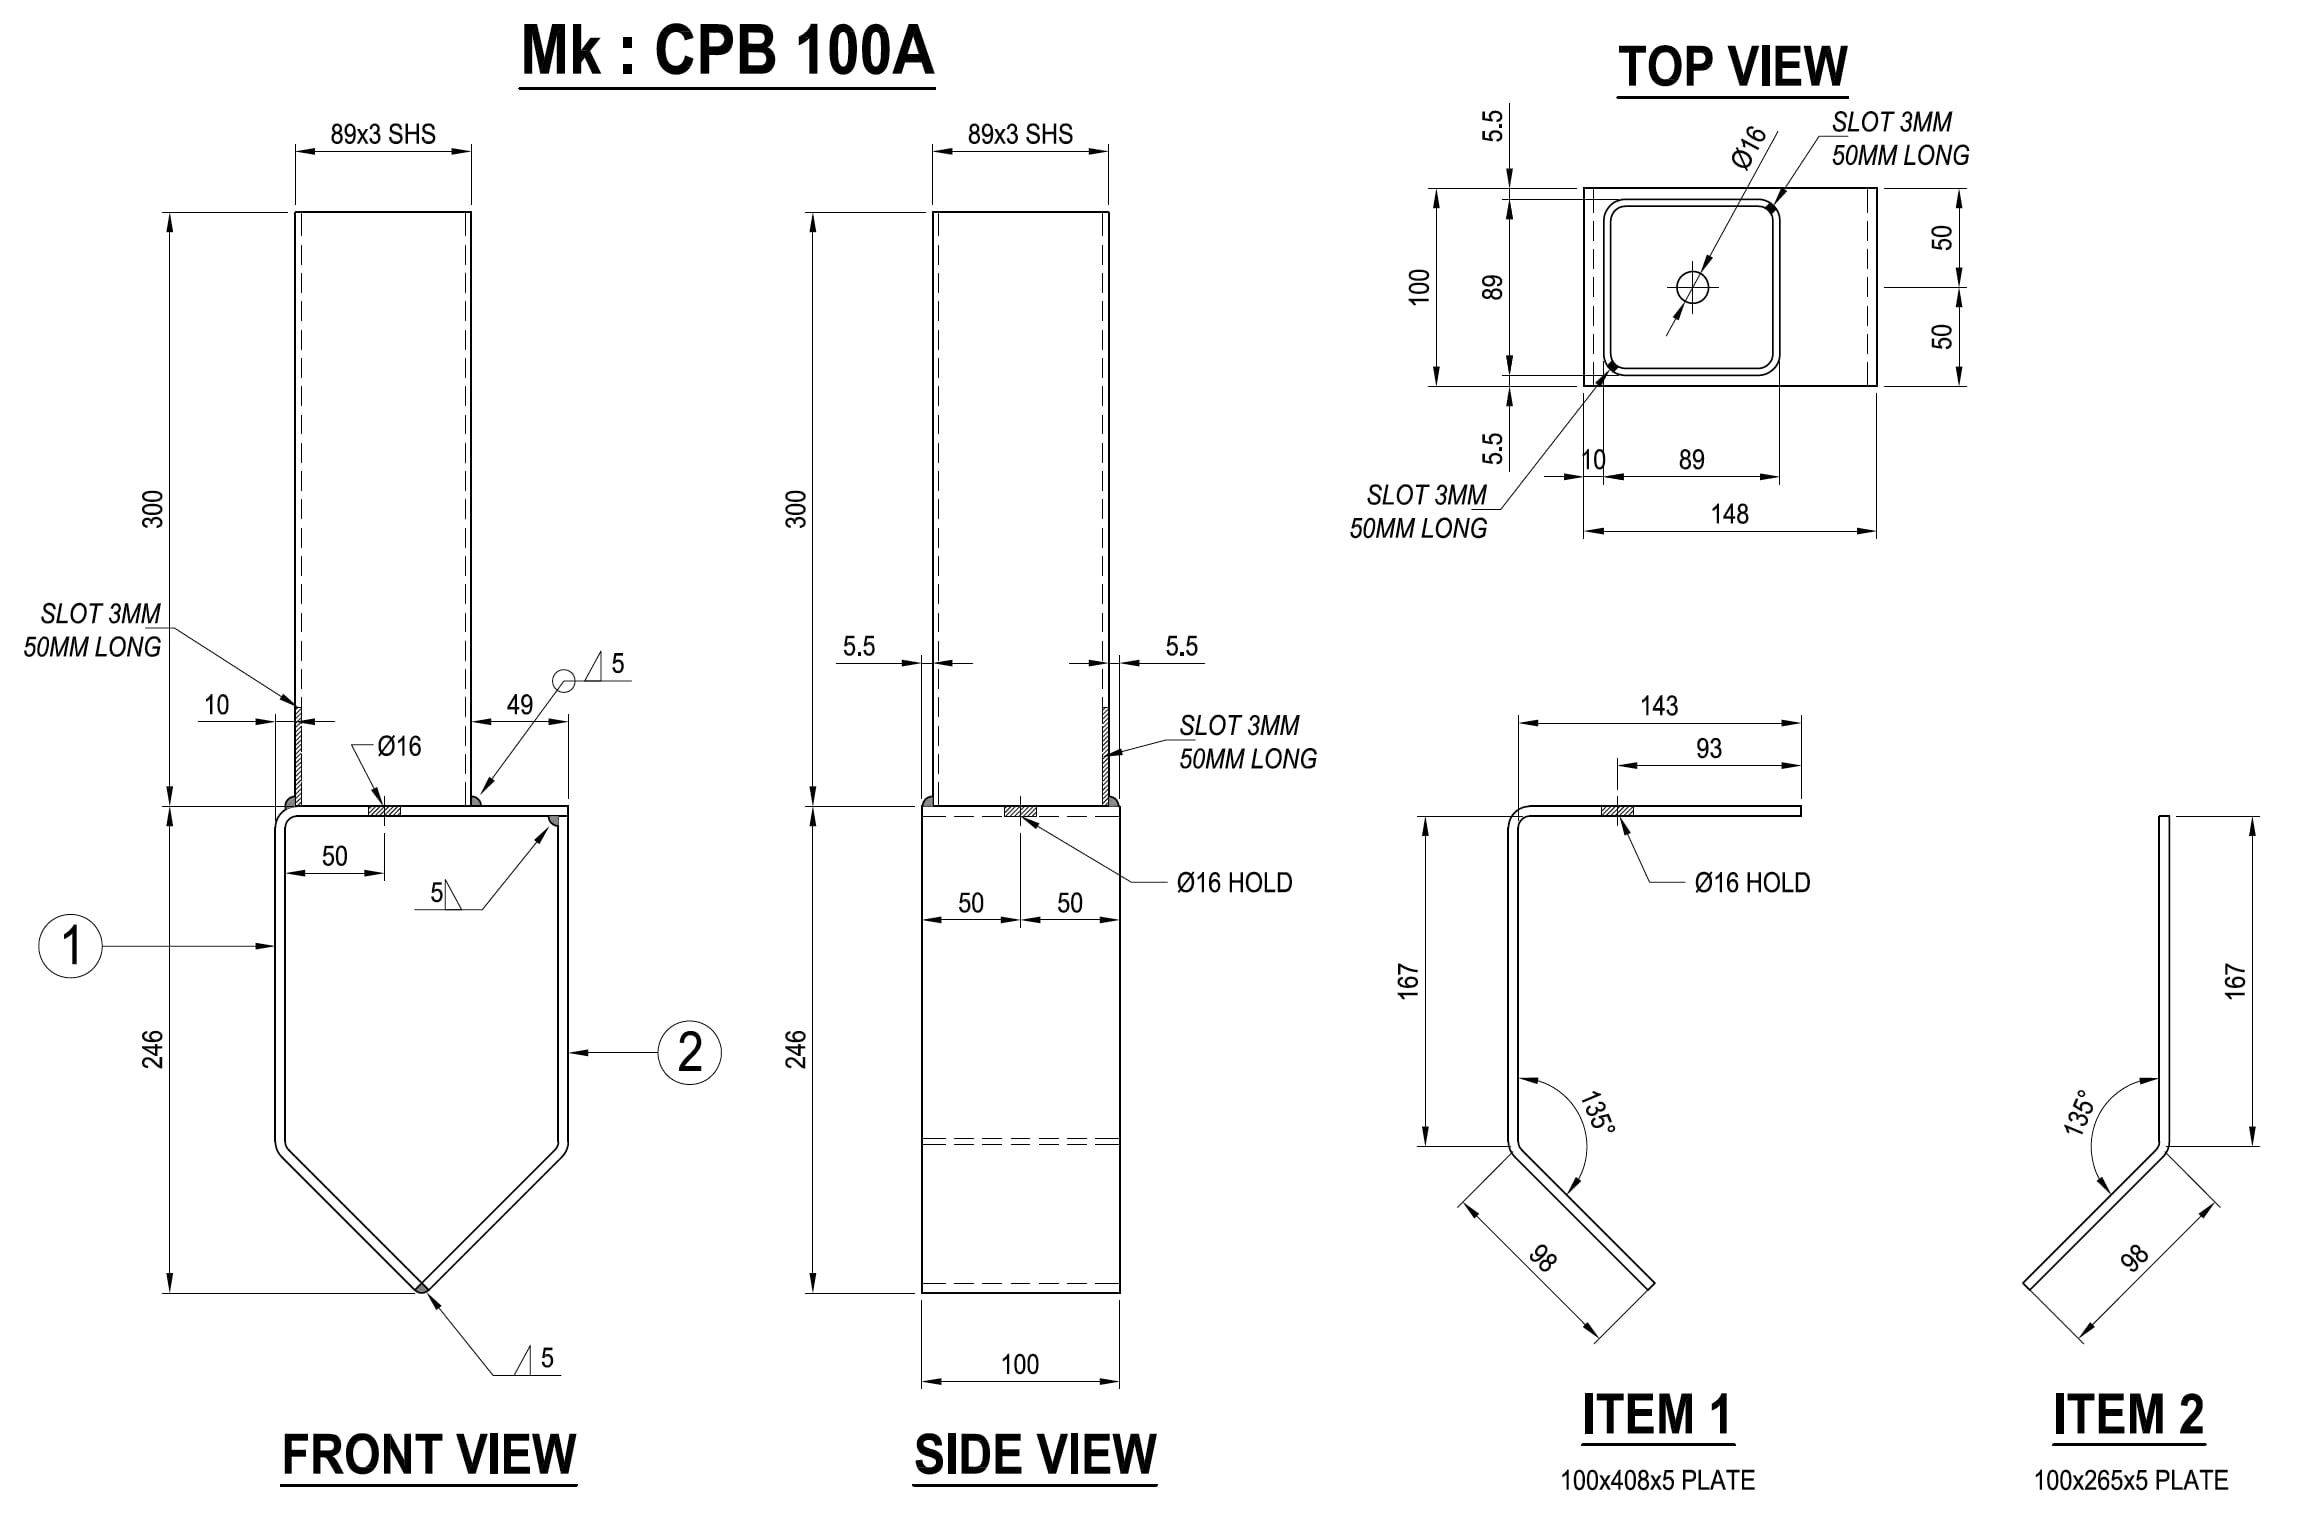 Mk : CPB 100A
TOP VIEW
89x3 SHS
89x3 SHS
5.5
Ø16
SLOT 3MM
50MM LONG
100
89
50
50
5.5
10
89
148
SLOT 3MM
50MM LONG
300
300
SLOT 3MM
50MM LONG
10
5
49
Ø16
5.5
5.5
SLOT 3MM
50MM LONG
50
5
Ø16 HOLD
50
50
1
2
246
246
5
100
143
93
Ø16 HOLD
167
135°
98
167
135°
98
FRONT VIEW
SIDE VIEW
ITEM 1
100x408x5 PLATE
ITEM 2
100x265x5 PLATE